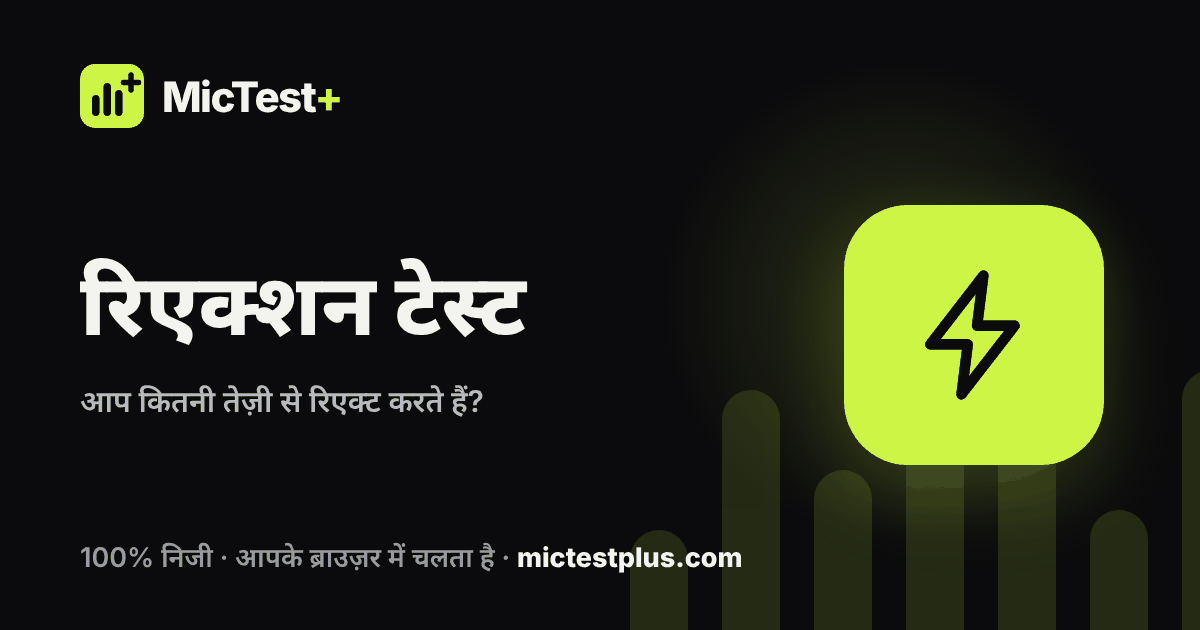 MicTest+
रिएक्शन टेस्ट
आप कितनी तेज़ी से रिएक्ट करते हैं?
100% निजी · आपके ब्राउज़र में चलता है · mictestplus.com